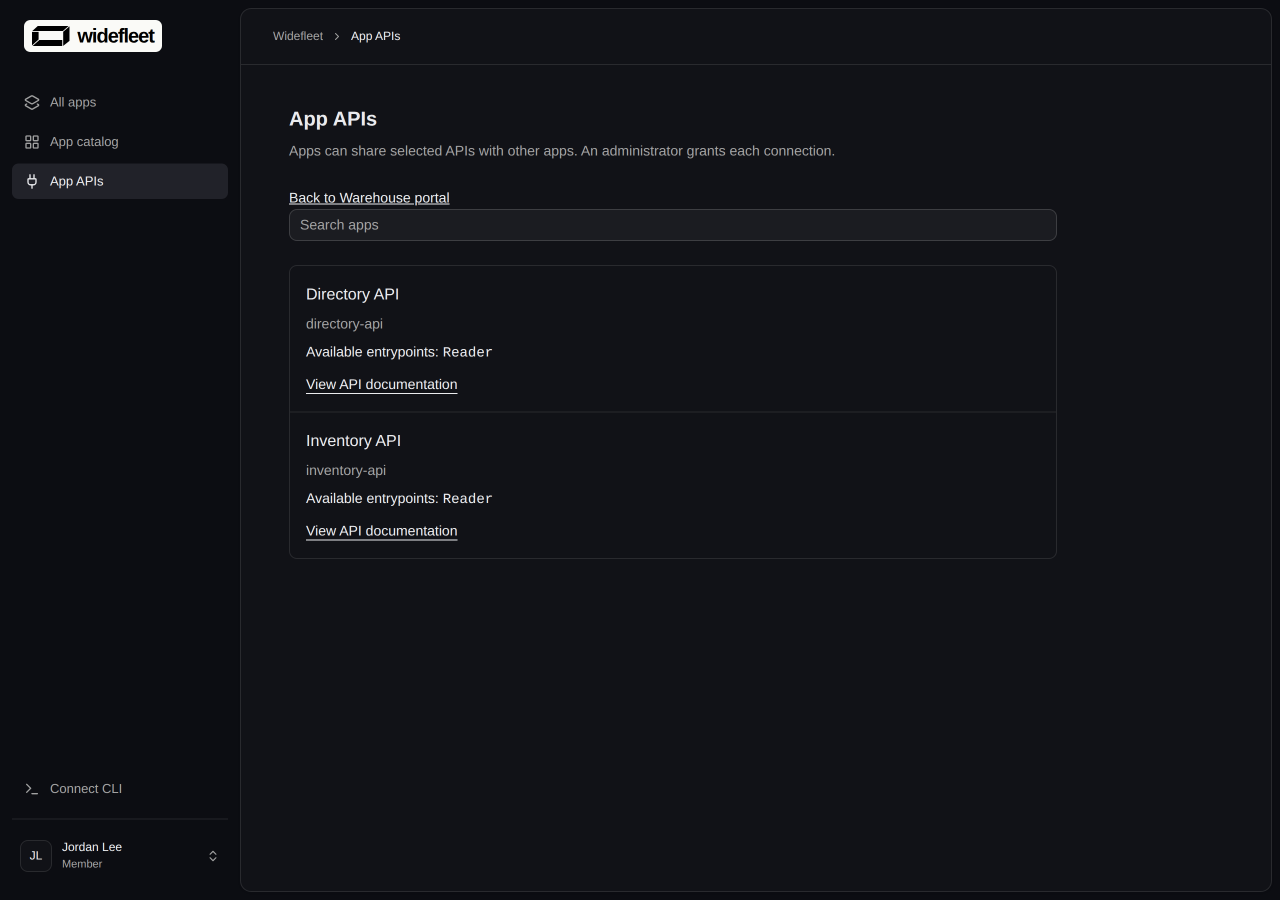 widefleet
All apps
App catalog
App APIs
Connect CLI
JL
Jordan Lee
Member
Widefleet > App APIs
App APIs
Apps can share selected APIs with other apps. An administrator grants each connection.
Back to Warehouse portal
Search apps
Directory API
directory-api
Available entrypoints: Reader
View API documentation
Inventory API
inventory-api
Available entrypoints: Reader
View API documentation